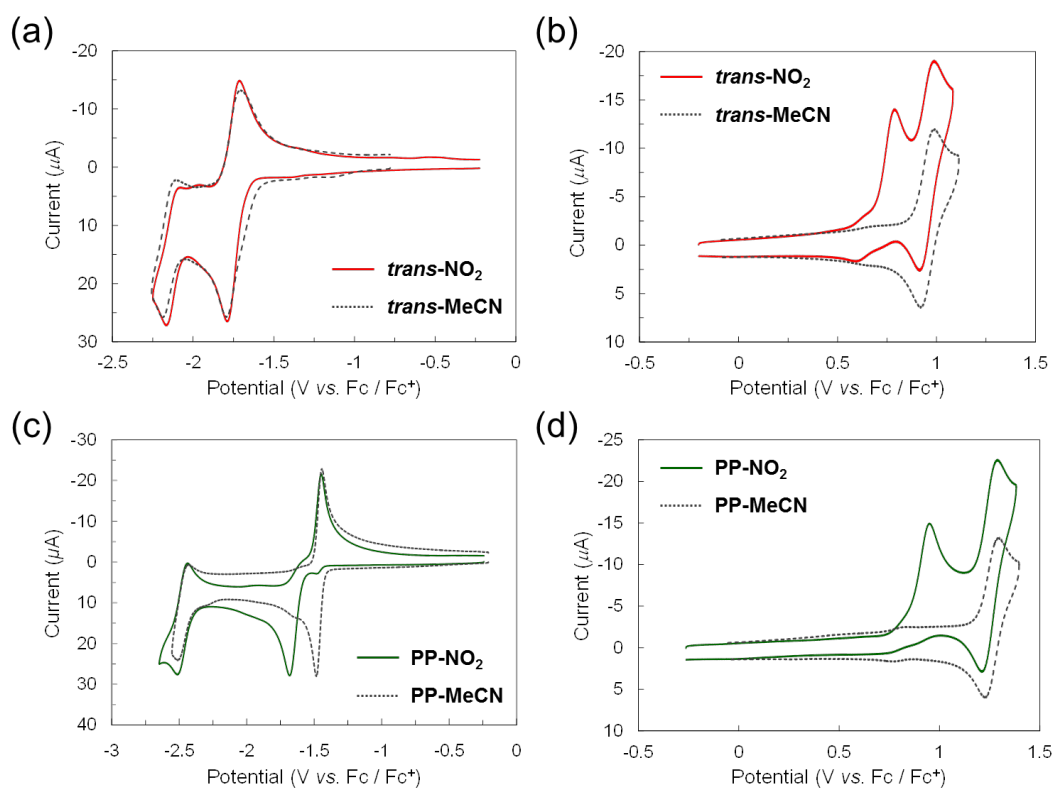 (a)
-20
-10
0
10
20
30
Current (μA)
trans-NO₂
trans-MeCN
-2.5
-2
-1.5
-1
-0.5
0
Potential (V vs. Fc / Fc⁺)
(b)
-20
-15
-10
-5
0
5
10
Current (μA)
trans-NO₂
trans-MeCN
-0.5
0
0.5
1
1.5
Potential (V vs. Fc / Fc⁺)
(c)
-30
-20
-10
0
10
20
30
40
Current (μA)
PP-NO₂
PP-MeCN
-3
-2.5
-2
-1.5
-1
-0.5
0
Potential (V vs. Fc / Fc⁺)
(d)
-25
-20
-15
-10
-5
0
5
10
Current (μA)
PP-NO₂
PP-MeCN
-0.5
0
0.5
1
1.5
Potential (V vs. Fc / Fc⁺)